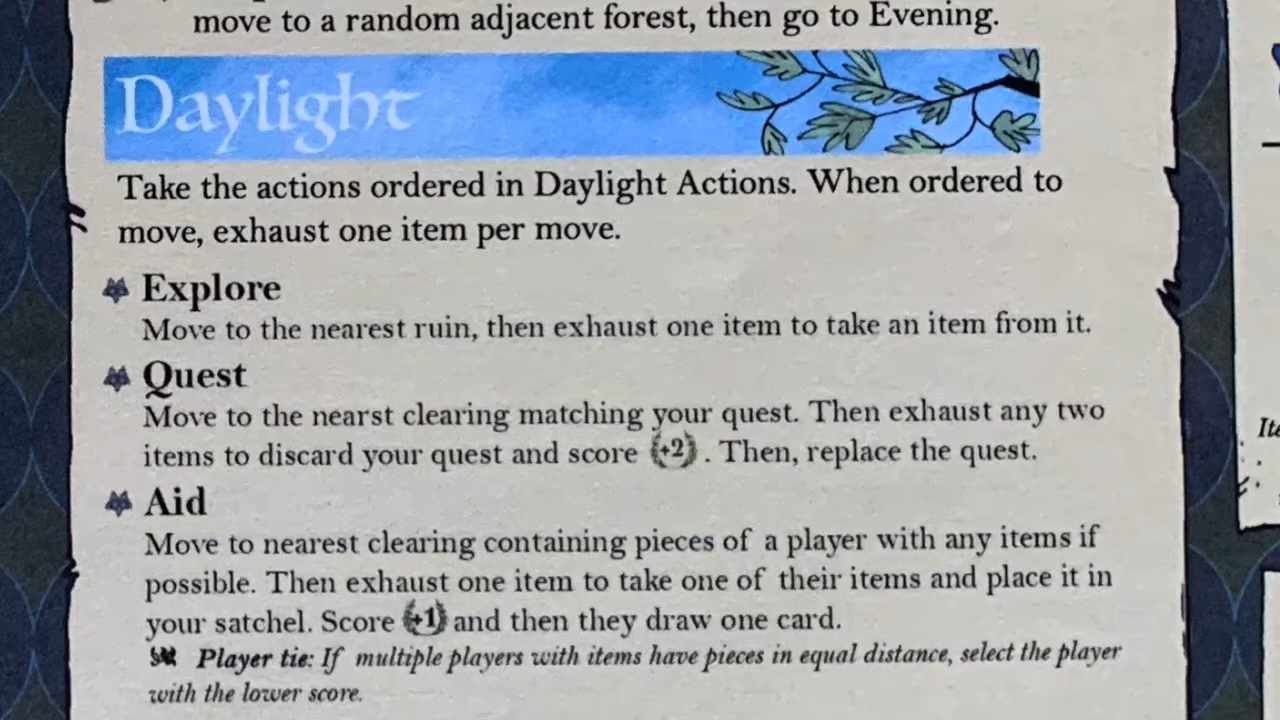 move to a random adjacent forest, then go to Evening.
Daylight
Take the actions ordered in Daylight Actions. When ordered to
move, exhaust one item per move.
Explore
Move to the nearest ruin, then exhaust one item to take an item from it.
Quest
Move to the nearst clearing matching your quest. Then exhaust any two
items to discard your quest and score +2 . Then, replace the quest.
Aid
Move to nearest clearing containing pieces of a player with any items if
possible. Then exhaust one item to take one of their items and place it in
your satchel. Score +1 and then they draw one card.
Player tie: If multiple players with items have pieces in equal distance, select the player
with the lower score.